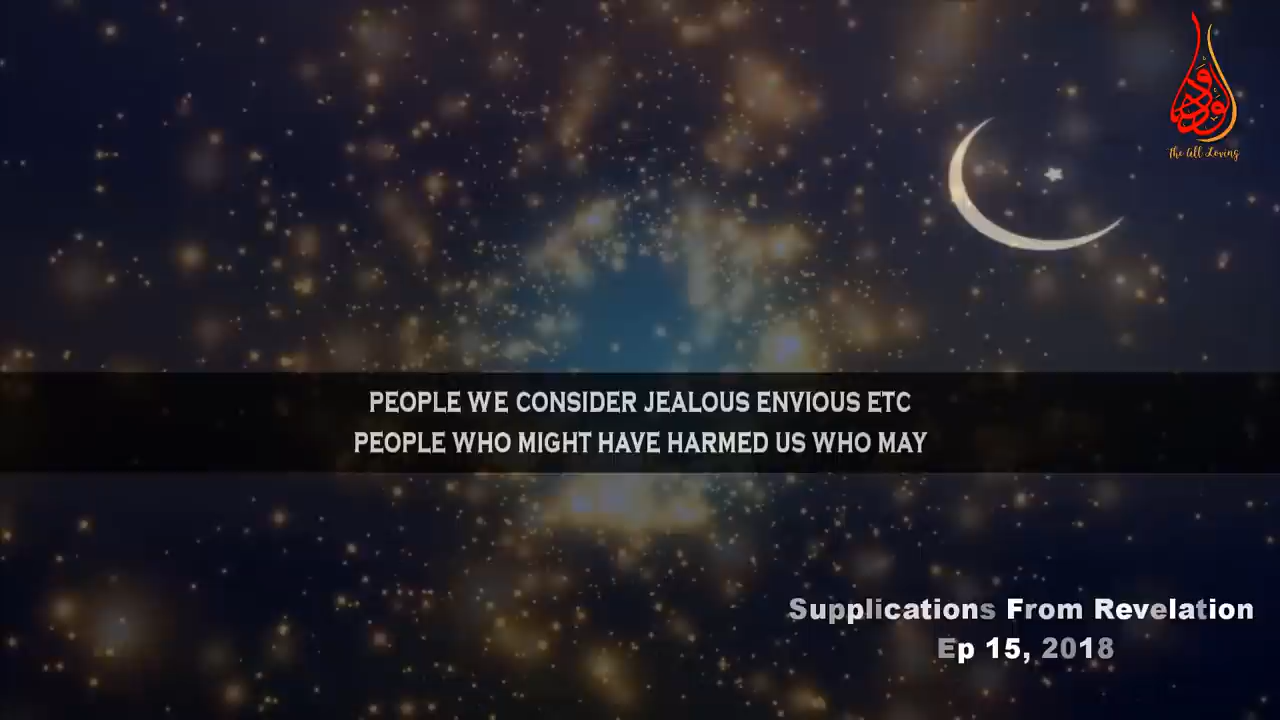 الودود
The All Loving
PEOPLE WE CONSIDER JEALOUS ENVIOUS ETC
PEOPLE WHO MIGHT HAVE HARMED US WHO MAY
Supplications From Revelation
Ep 15, 2018